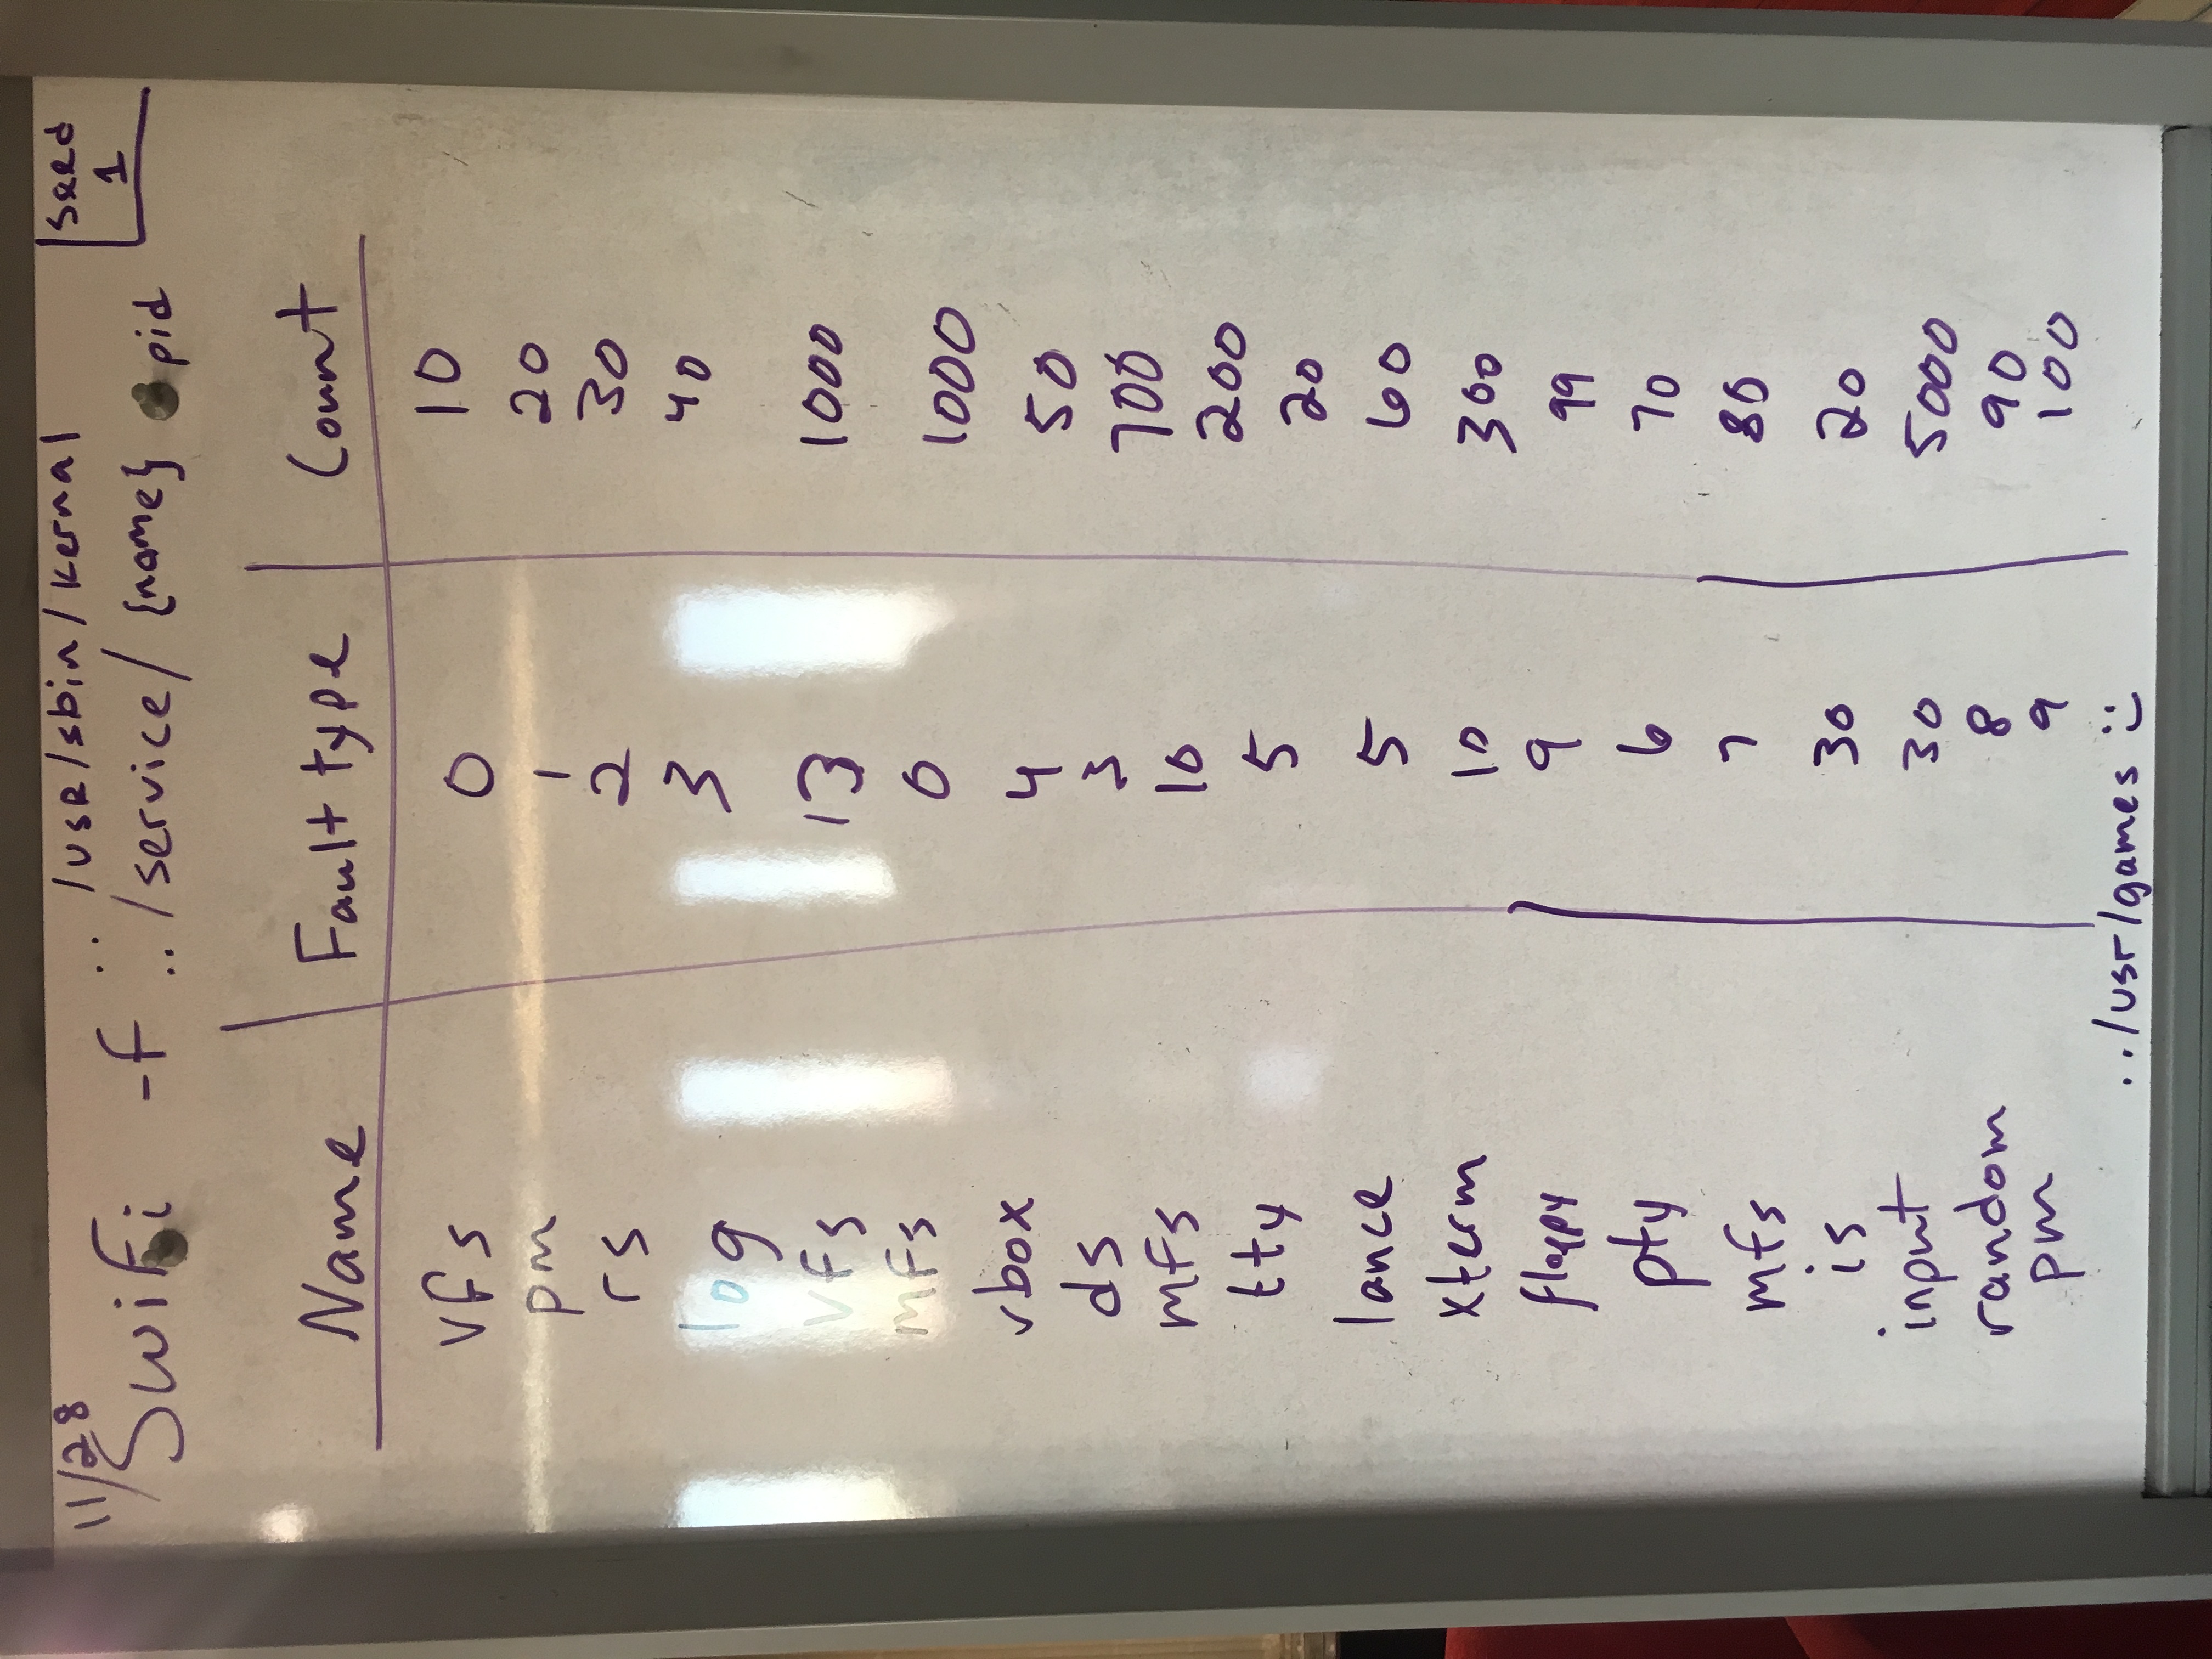 11/28
../usr/sbin/kernal
Seed
1
Swifi -f ../service/{name} pid
Name Fault type Count
vfs 0 10
pm 1 20
rs 2 30
log 3 40
vfs 13 1000
mfs 0 1000
vbox 4 50
ds 3 700
mfs 10 200
tty 5 20
lance 5 60
xterm 10 300
floppy 9 99
pty 6 70
mfs 7 80
is 30 20
input 30 5000
random 8 90
pm 9 100
../usr/games :)